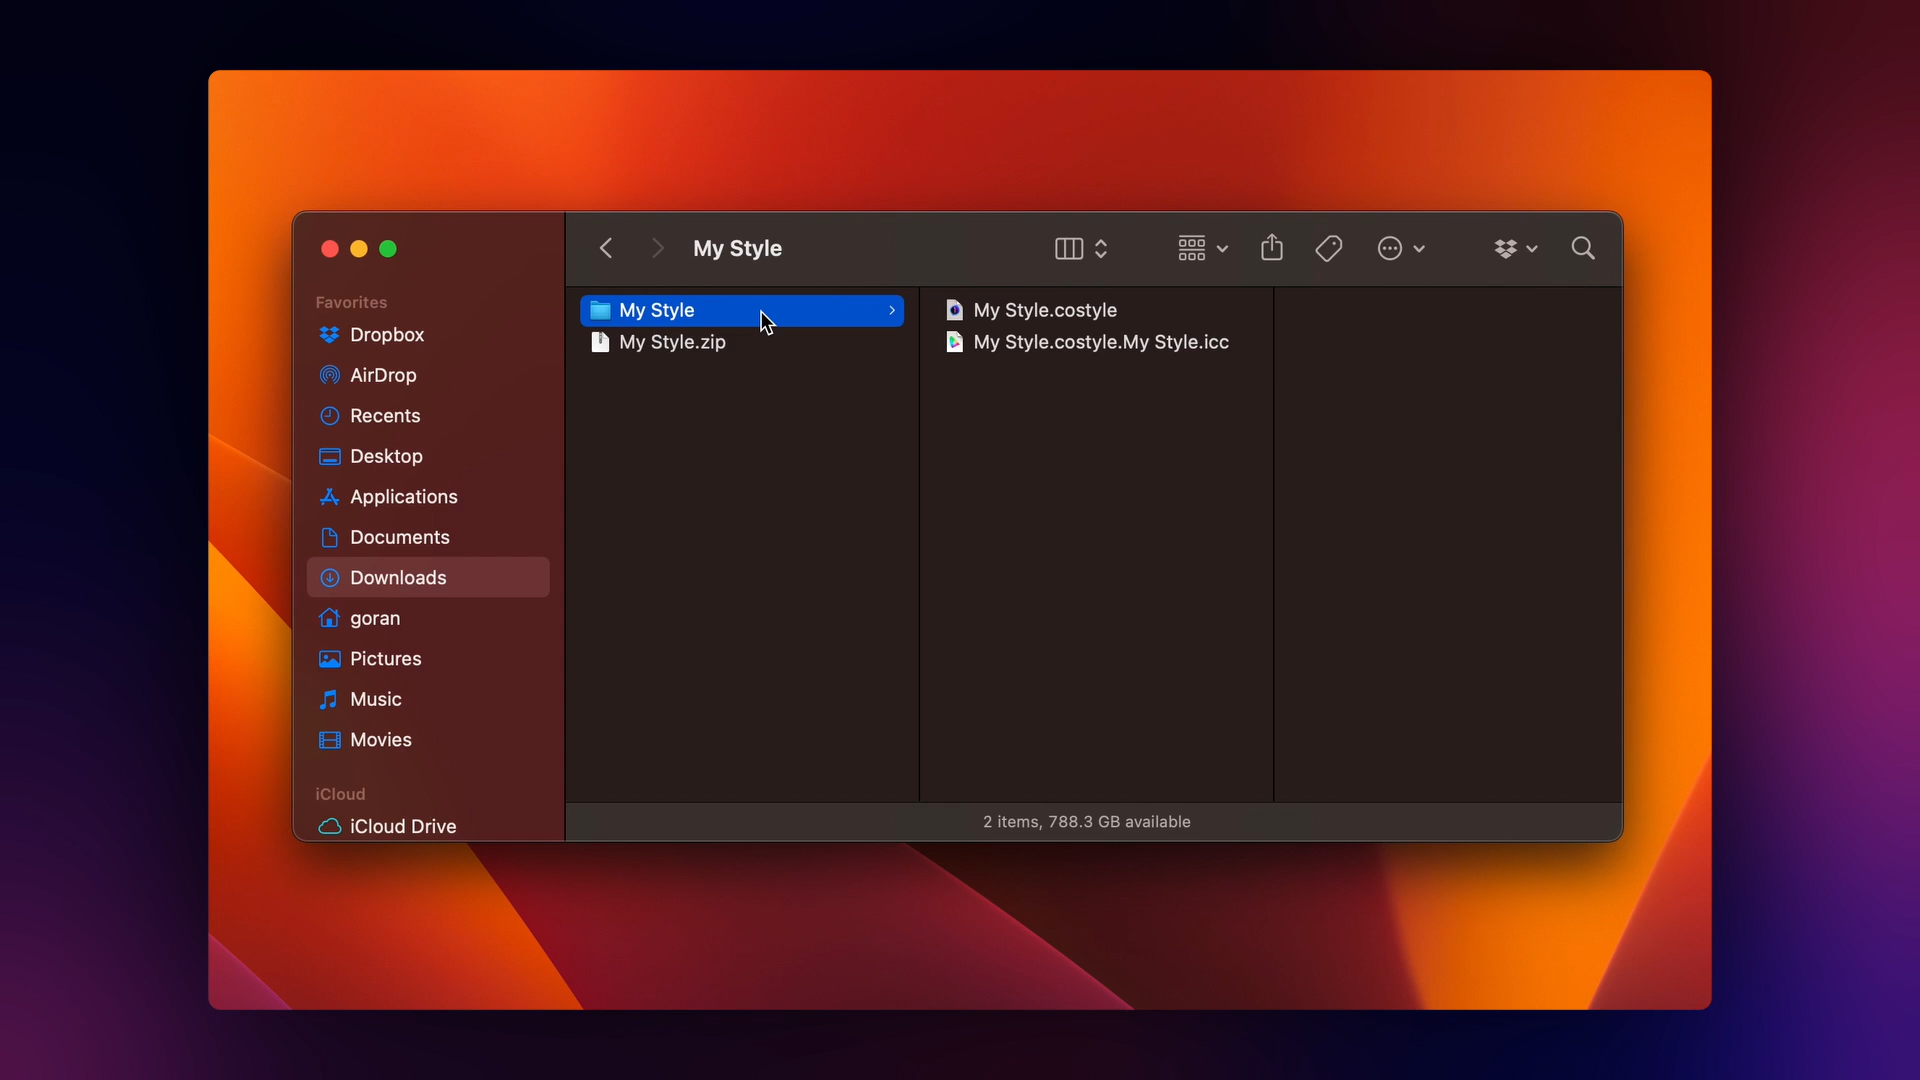 My Style
Favorites
Dropbox
AirDrop
Recents
Desktop
Applications
Documents
Downloads
goran
Pictures
Music
Movies
iCloud
iCloud Drive
My Style
My Style.zip
My Style.costyle
My Style.costyle.My Style.icc
2 items, 788.3 GB available